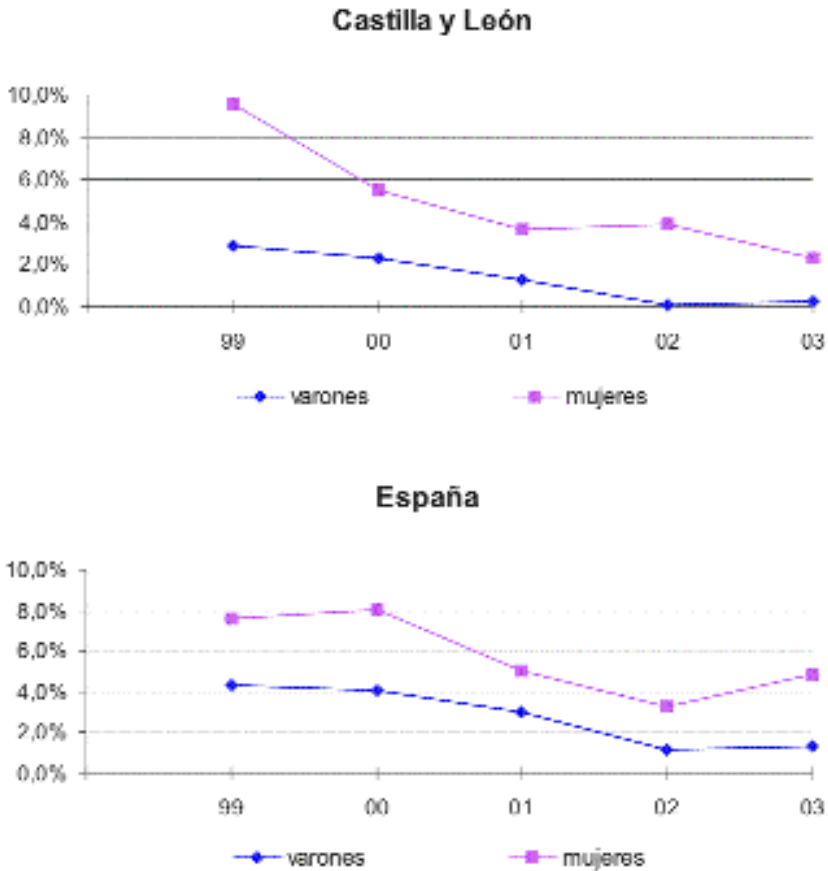 Castilla y León
10,0%
8,0%
6,0%
4,0%
2,0%
0,0%
99 00 01 02 03
varones mujeres
España
10,0%
8,0%
6,0%
4,0%
2,0%
0,0%
99 00 01 02 03
varones mujeres